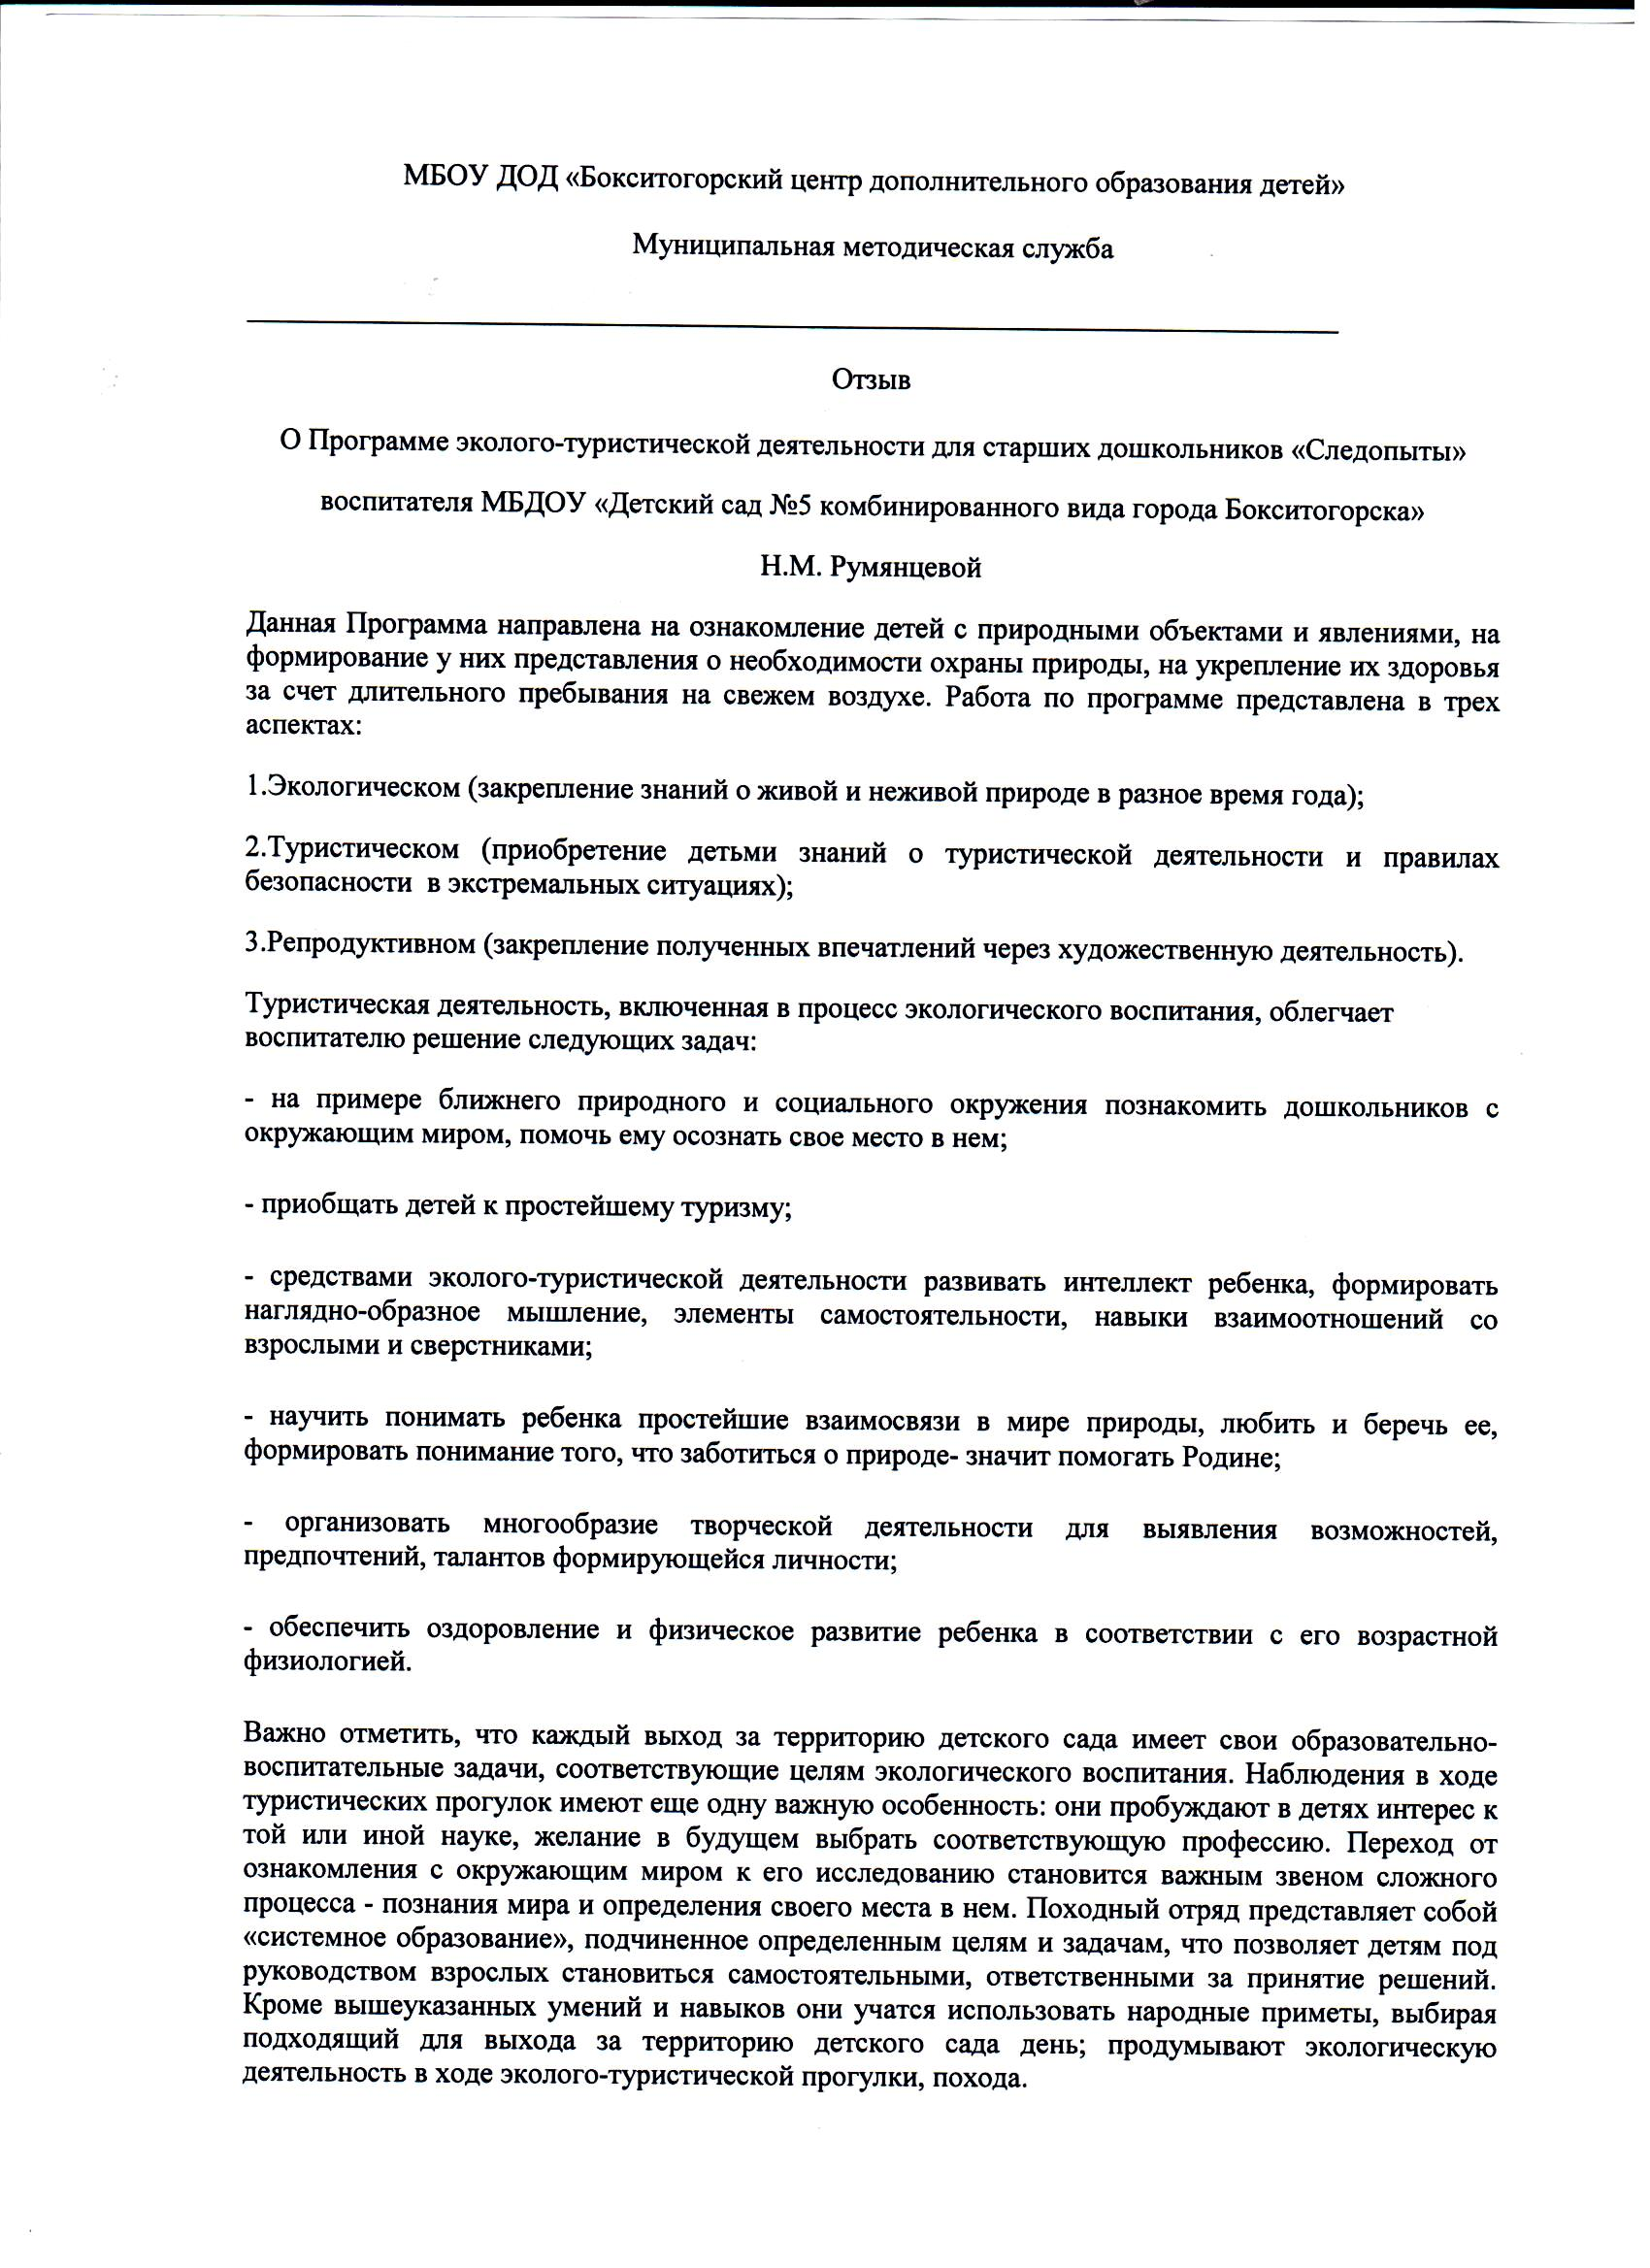 МБОУ ДОД «Бокситогорский центр дополнительного образования детей»
Муниципальная методическая служба
Отзыв
О Программе эколого-туристической деятельности для старших дошкольников «Следопыты»
воспитателя МБДОУ «Детский сад №5 комбинированного вида города Бокситогорска»
Н.М. Румянцевой
Данная Программа направлена на ознакомление детей с природными объектами и явлениями, на
формирование у них представления о необходимости охраны природы, на укрепление их здоровья
за счет длительного пребывания на свежем воздухе. Работа по программе представлена в трех
аспектах:
1.Экологическом (закрепление знаний о живой и неживой природе в разное время года);
2.Туристическом (приобретение детьми знаний о туристической деятельности и правилах
безопасности в экстремальных ситуациях);
3.Репродуктивном (закрепление полученных впечатлений через художественную деятельность).
Туристическая деятельность, включенная в процесс экологического воспитания, облегчает
воспитателю решение следующих задач:
- на примере ближнего природного и социального окружения познакомить дошкольников с
окружающим миром, помочь ему осознать свое место в нем;
- приобщать детей к простейшему туризму;
- средствами эколого-туристической деятельности развивать интеллект ребенка, формировать
наглядно-образное мышление, элементы самостоятельности, навыки взаимоотношений со
взрослыми и сверстниками;
- научить понимать ребенка простейшие взаимосвязи в мире природы, любить и беречь ее,
формировать понимание того, что заботиться о природе- значит помогать Родине;
- организовать многообразие творческой деятельности для выявления возможностей,
предпочтений, талантов формирующейся личности;
- обеспечить оздоровление и физическое развитие ребенка в соответствии с его возрастной
физиологией.
Важно отметить, что каждый выход за территорию детского сада имеет свои образовательно-
воспитательные задачи, соответствующие целям экологического воспитания. Наблюдения в ходе
туристических прогулок имеют еще одну важную особенность: они пробуждают в детях интерес к
той или иной науке, желание в будущем выбрать соответствующую профессию. Переход от
ознакомления с окружающим миром к его исследованию становится важным звеном сложного
процесса - познания мира и определения своего места в нем. Походный отряд представляет собой
«системное образование», подчиненное определенным целям и задачам, что позволяет детям под
руководством взрослых становиться самостоятельными, ответственными за принятие решений.
Кроме вышеуказанных умений и навыков они учатся использовать народные приметы, выбирая
подходящий для выхода за территорию детского сада день; продумывают экологическую
деятельность в ходе эколого-туристической прогулки, похода.